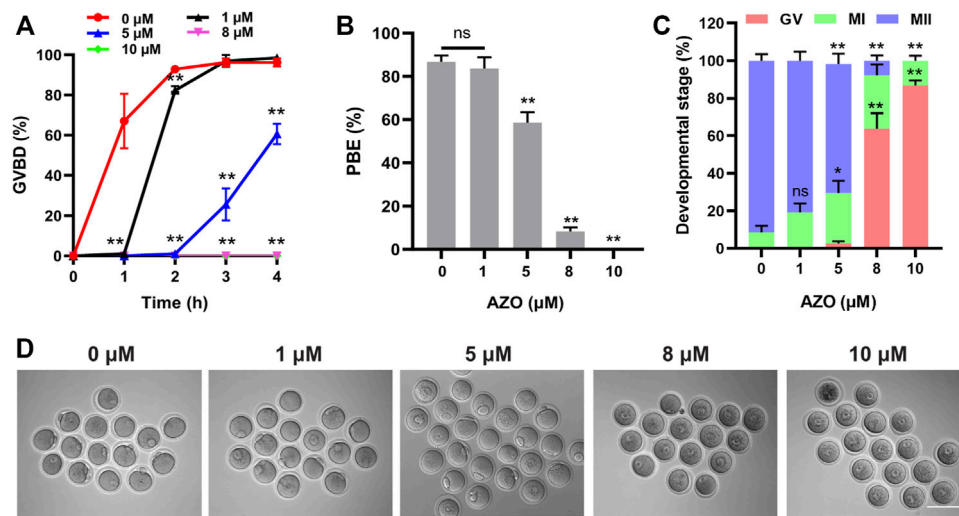 A
0 µM
1 µM
5 µM
8 µM
10 µM
GVBD (%)
100
80
60
40
20
0
**
**
**
**
**
**
**
0
1
2
3
4
Time (h)
B
PBE (%)
100
80
60
40
20
0
ns
**
**
**
0
1
5
8
10
AZO (µM)
C
GV
MI
MII
Developmental stage (%)
120
100
80
60
40
20
0
**
**
**
**
**
*
ns
0
1
5
8
10
AZO (µM)
D
0 µM
1 µM
5 µM
8 µM
10 µM